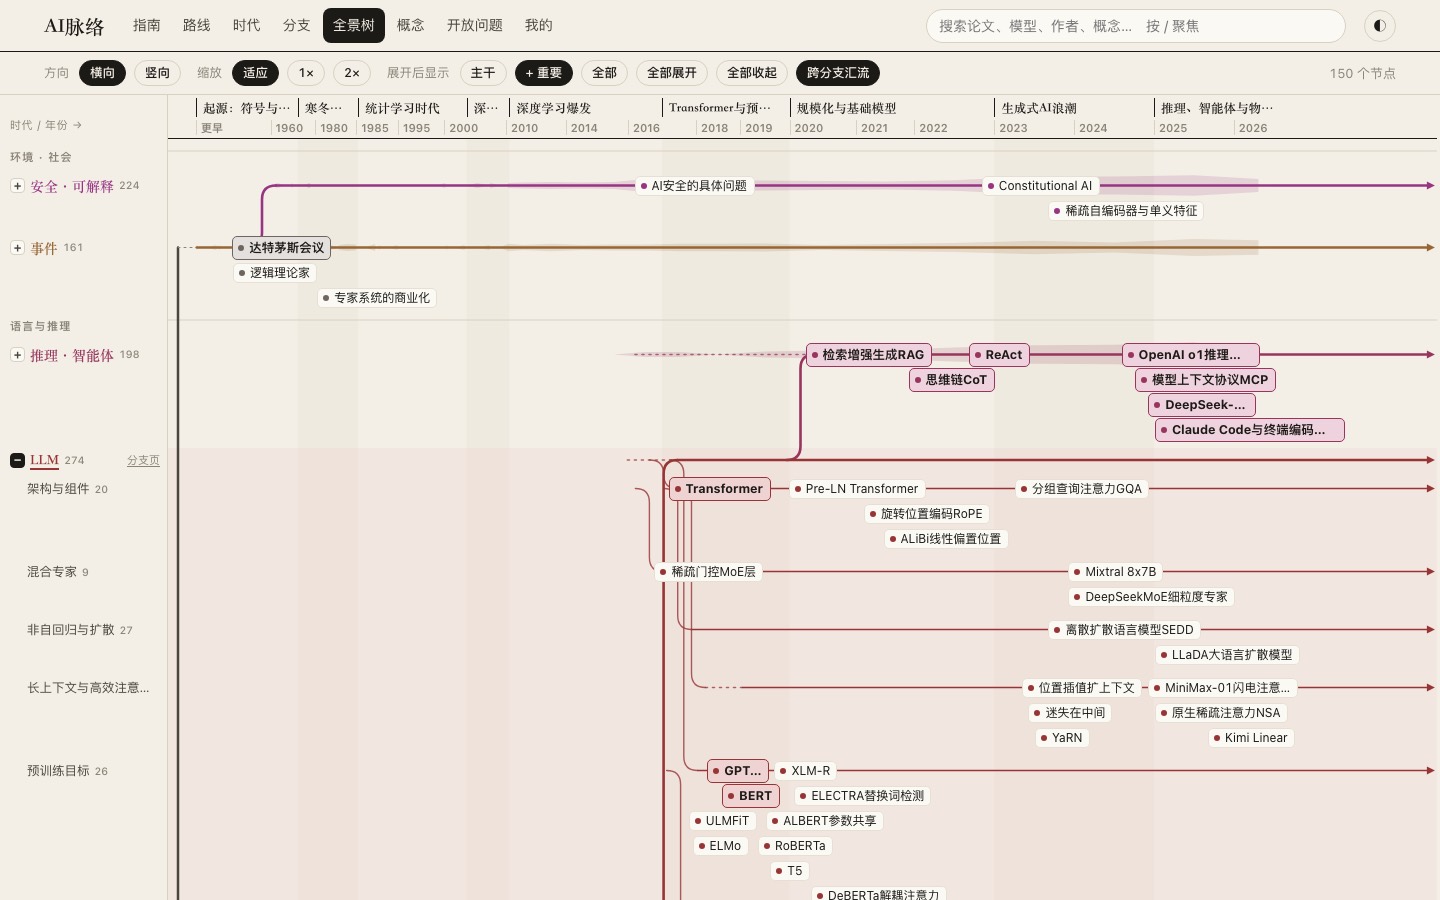 AI脉络 指南 路线 时代 分支 全景树 概念 开放问题 我的 搜索论文、模型、作者、概念... 按 / 聚焦
方向 横向 竖向 缩放 适应 1× 2× 展开后显示 主干 + 重要 全部 全部展开 全部收起 跨分支汇流 150 个节点
起源：符号与··· 寒冬··· 统计学习时代 深··· 深度学习爆发 Transformer与预··· 规模化与基础模型 生成式AI浪潮 推理、智能体与物···
时代 / 年份 →
更早 1960 1980 1985 1995 2000 2010 2014 2016 2018 2019 2020 2021 2022 2023 2024 2025 2026
环境 · 社会
安全 · 可解释 224 AI安全的具体问题 Constitutional AI
稀疏自编码器与单义特征
事件 161 达特茅斯会议
逻辑理论家
专家系统的商业化
语言与推理
推理 · 智能体 198 检索增强生成RAG ReAct OpenAI o1推理...
思维链CoT 模型上下文协议MCP
DeepSeek-...
Claude Code与终端编码...
LLM 274 分支页
架构与组件 20 Transformer Pre-LN Transformer 分组查询注意力GQA
旋转位置编码RoPE
ALiBi线性偏置位置
混合专家 9 稀疏门控MoE层 Mixtral 8x7B
DeepSeekMoE细粒度专家
非自回归与扩散 27 离散扩散语言模型SEDD
LLaDA大语言扩散模型
长上下文与高效注意... 位置插值扩上下文 MiniMax-01闪电注意...
迷失在中间 原生稀疏注意力NSA
YaRN Kimi Linear
预训练目标 26 GPT... XLM-R
BERT ELECTRA替换词检测
ULMFiT ALBERT参数共享
ELMo RoBERTa
T5
DeBERTa解耦注意力